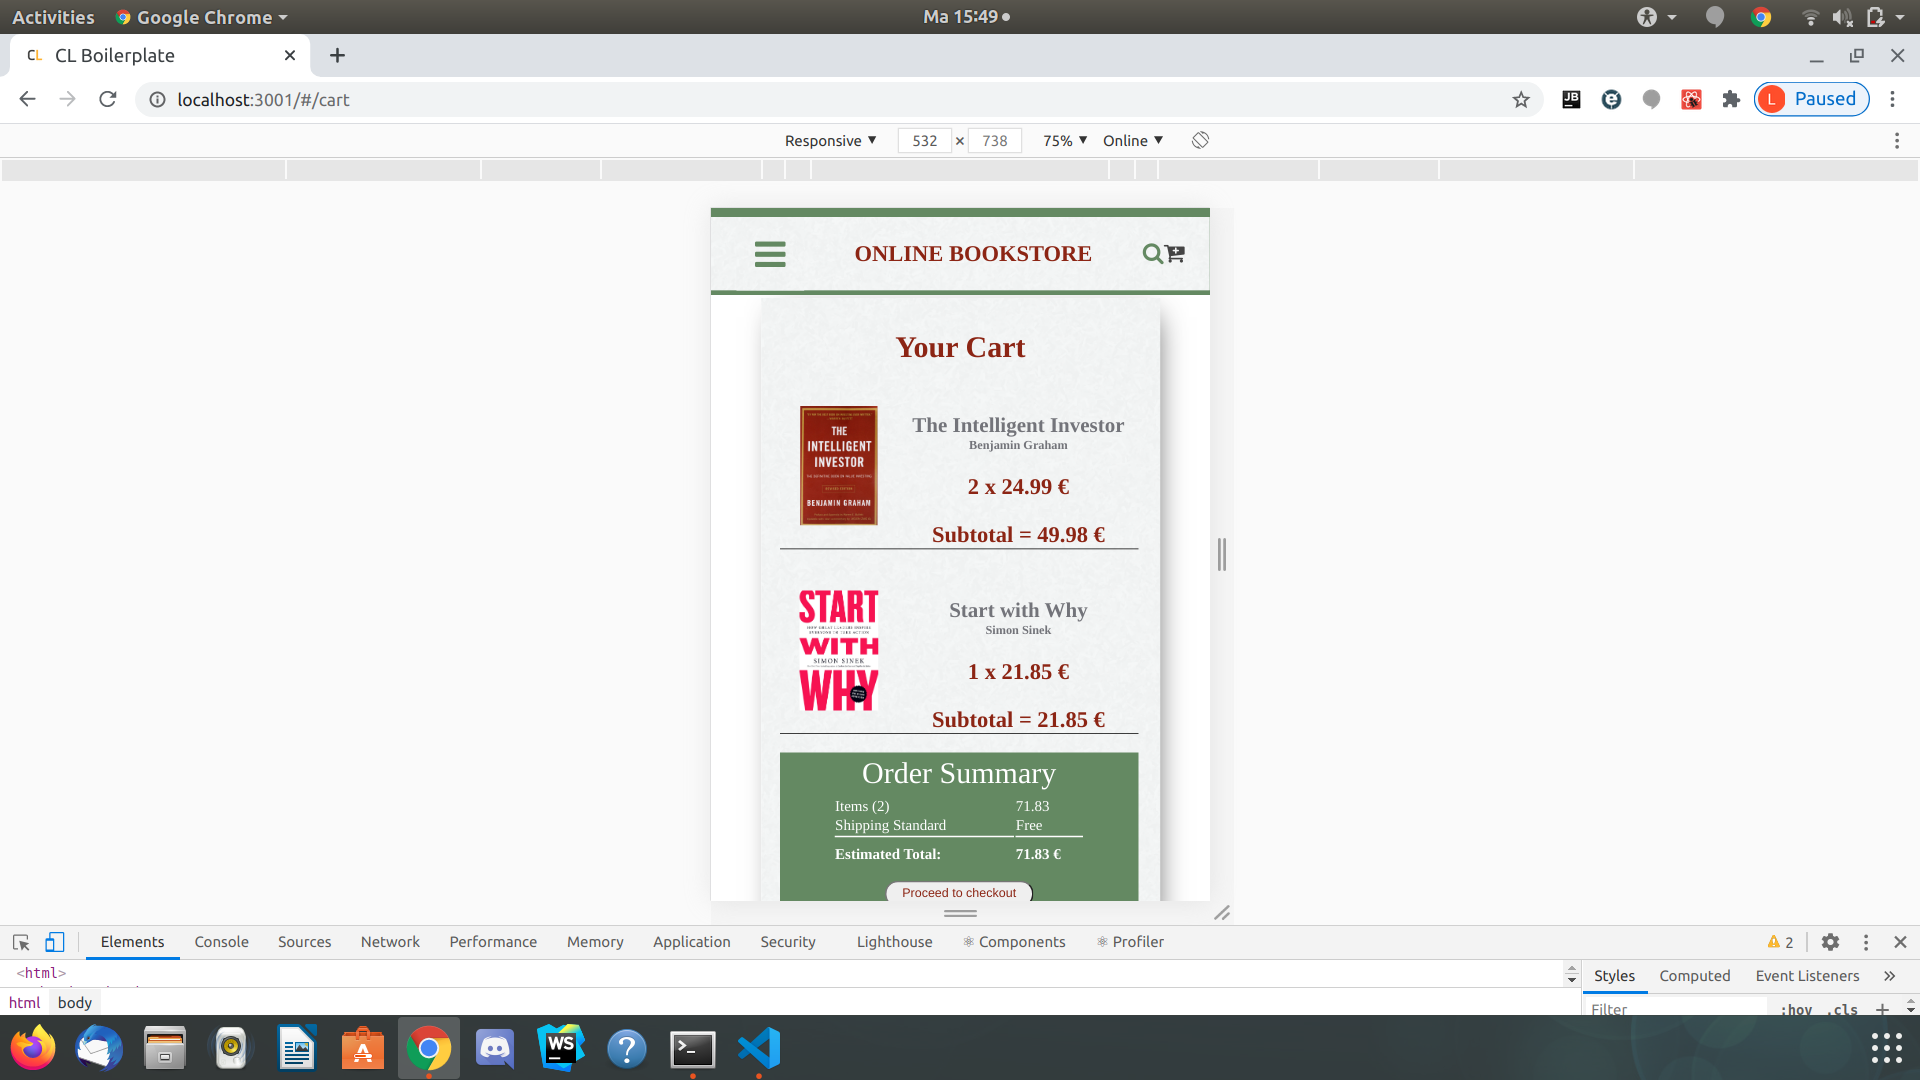 Activities Google Chrome Ma 15:49
CL CL Boilerplate
localhost:3001/#/cart JB L Paused
Responsive 532 × 738 75% Online
ONLINE BOOKSTORE
Your Cart
THE
INTELLIGENT
INVESTOR
BENJAMIN GRAHAM
The Intelligent Investor
Benjamin Graham
2 x 24.99 €
Subtotal = 49.98 €
START
WITH
SIMON SINEK
WHY
Start with Why
Simon Sinek
1 x 21.85 €
Subtotal = 21.85 €
Order Summary
Items (2) 71.83
Shipping Standard Free
Estimated Total: 71.83 €
Proceed to checkout
Elements Console Sources Network Performance Memory Application Security Lighthouse Components Profiler 2
<html>
Styles Computed Event Listeners »
html body
Filter :hov .cls +
WS ?